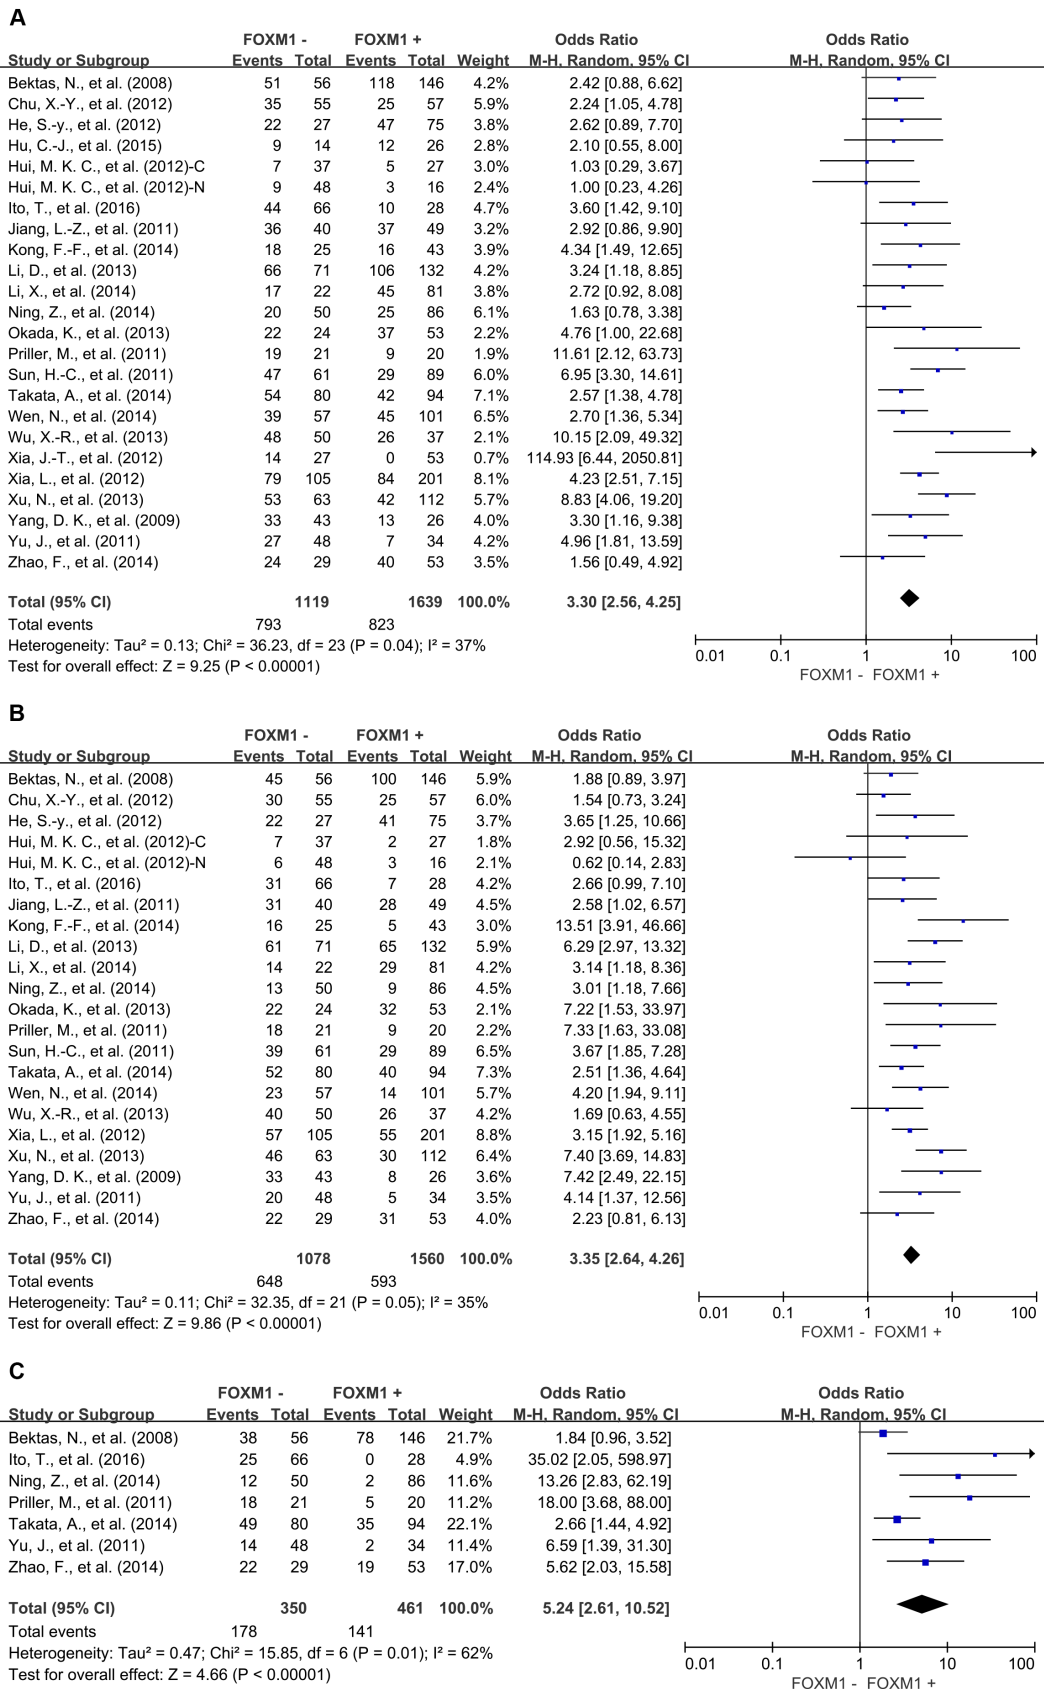 A
FOXM1 - FOXM1 + Odds Ratio Odds Ratio
Study or Subgroup Events Total Events Total Weight M-H, Random, 95% CI M-H, Random, 95% CI
Bektas, N., et al. (2008) 51 56 118 146 4.2% 2.42 [0.88, 6.62]
Chu, X.-Y., et al. (2012) 35 55 25 57 5.9% 2.24 [1.05, 4.78]
He, S.-y., et al. (2012) 22 27 47 75 3.8% 2.62 [0.89, 7.70]
Hu, C.-J., et al. (2015) 9 14 12 26 2.8% 2.10 [0.55, 8.00]
Hui, M. K. C., et al. (2012)-C 7 37 5 27 3.0% 1.03 [0.29, 3.67]
Hui, M. K. C., et al. (2012)-N 9 48 3 16 2.4% 1.00 [0.23, 4.26]
Ito, T., et al. (2016) 44 66 10 28 4.7% 3.60 [1.42, 9.10]
Jiang, L.-Z., et al. (2011) 36 40 37 49 3.2% 2.92 [0.86, 9.90]
Kong, F.-F., et al. (2014) 18 25 16 43 3.9% 4.34 [1.49, 12.65]
Li, D., et al. (2013) 66 71 106 132 4.2% 3.24 [1.18, 8.85]
Li, X., et al. (2014) 17 22 45 81 3.8% 2.72 [0.92, 8.08]
Ning, Z., et al. (2014) 20 50 25 86 6.1% 1.63 [0.78, 3.38]
Okada, K., et al. (2013) 22 24 37 53 2.2% 4.76 [1.00, 22.68]
Priller, M., et al. (2011) 19 21 9 20 1.9% 11.61 [2.12, 63.73]
Sun, H.-C., et al. (2011) 47 61 29 89 6.0% 6.95 [3.30, 14.61]
Takata, A., et al. (2014) 54 80 42 94 7.1% 2.57 [1.38, 4.78]
Wen, N., et al. (2014) 39 57 45 101 6.5% 2.70 [1.36, 5.34]
Wu, X.-R., et al. (2013) 48 50 26 37 2.1% 10.15 [2.09, 49.32]
Xia, J.-T., et al. (2012) 14 27 0 53 0.7% 114.93 [6.44, 2050.81]
Xia, L., et al. (2012) 79 105 84 201 8.1% 4.23 [2.51, 7.15]
Xu, N., et al. (2013) 53 63 42 112 5.7% 8.83 [4.06, 19.20]
Yang, D. K., et al. (2009) 33 43 13 26 4.0% 3.30 [1.16, 9.38]
Yu, J., et al. (2011) 27 48 7 34 4.2% 4.96 [1.81, 13.59]
Zhao, F., et al. (2014) 24 29 40 53 3.5% 1.56 [0.49, 4.92]
Total (95% CI) 1119 1639 100.0% 3.30 [2.56, 4.25]
Total events 793 823
Heterogeneity: Tau² = 0.13; Chi² = 36.23, df = 23 (P = 0.04); I² = 37%
Test for overall effect: Z = 9.25 (P < 0.00001)
0.01 0.1 1 10 100
FOXM1 - FOXM1 +
B
FOXM1 - FOXM1 + Odds Ratio Odds Ratio
Study or Subgroup Events Total Events Total Weight M-H, Random, 95% CI M-H, Random, 95% CI
Bektas, N., et al. (2008) 45 56 100 146 5.9% 1.88 [0.89, 3.97]
Chu, X.-Y., et al. (2012) 30 55 25 57 6.0% 1.54 [0.73, 3.24]
He, S.-y., et al. (2012) 22 27 41 75 3.7% 3.65 [1.25, 10.66]
Hui, M. K. C., et al. (2012)-C 7 37 2 27 1.8% 2.92 [0.56, 15.32]
Hui, M. K. C., et al. (2012)-N 6 48 3 16 2.1% 0.62 [0.14, 2.83]
Ito, T., et al. (2016) 31 66 7 28 4.2% 2.66 [0.99, 7.10]
Jiang, L.-Z., et al. (2011) 31 40 28 49 4.5% 2.58 [1.02, 6.57]
Kong, F.-F., et al. (2014) 16 25 5 43 3.0% 13.51 [3.91, 46.66]
Li, D., et al. (2013) 61 71 65 132 5.9% 6.29 [2.97, 13.32]
Li, X., et al. (2014) 14 22 29 81 4.2% 3.14 [1.18, 8.36]
Ning, Z., et al. (2014) 13 50 9 86 4.5% 3.01 [1.18, 7.66]
Okada, K., et al. (2013) 22 24 32 53 2.1% 7.22 [1.53, 33.97]
Priller, M., et al. (2011) 18 21 9 20 2.2% 7.33 [1.63, 33.08]
Sun, H.-C., et al. (2011) 39 61 29 89 6.5% 3.67 [1.85, 7.28]
Takata, A., et al. (2014) 52 80 40 94 7.3% 2.51 [1.36, 4.64]
Wen, N., et al. (2014) 23 57 14 101 5.7% 4.20 [1.94, 9.11]
Wu, X.-R., et al. (2013) 40 50 26 37 4.2% 1.69 [0.63, 4.55]
Xia, L., et al. (2012) 57 105 55 201 8.8% 3.15 [1.92, 5.16]
Xu, N., et al. (2013) 46 63 30 112 6.4% 7.40 [3.69, 14.83]
Yang, D. K., et al. (2009) 33 43 8 26 3.6% 7.42 [2.49, 22.15]
Yu, J., et al. (2011) 20 48 5 34 3.5% 4.14 [1.37, 12.56]
Zhao, F., et al. (2014) 22 29 31 53 4.0% 2.23 [0.81, 6.13]
Total (95% CI) 1078 1560 100.0% 3.35 [2.64, 4.26]
Total events 648 593
Heterogeneity: Tau² = 0.11; Chi² = 32.35, df = 21 (P = 0.05); I² = 35%
Test for overall effect: Z = 9.86 (P < 0.00001)
0.01 0.1 1 10 100
FOXM1 - FOXM1 +
C
FOXM1 - FOXM1 + Odds Ratio Odds Ratio
Study or Subgroup Events Total Events Total Weight M-H, Random, 95% CI M-H, Random, 95% CI
Bektas, N., et al. (2008) 38 56 78 146 21.7% 1.84 [0.96, 3.52]
Ito, T., et al. (2016) 25 66 0 28 4.9% 35.02 [2.05, 598.97]
Ning, Z., et al. (2014) 12 50 2 86 11.6% 13.26 [2.83, 62.19]
Priller, M., et al. (2011) 18 21 5 20 11.2% 18.00 [3.68, 88.00]
Takata, A., et al. (2014) 49 80 35 94 22.1% 2.66 [1.44, 4.92]
Yu, J., et al. (2011) 14 48 2 34 11.4% 6.59 [1.39, 31.30]
Zhao, F., et al. (2014) 22 29 19 53 17.0% 5.62 [2.03, 15.58]
Total (95% CI) 350 461 100.0% 5.24 [2.61, 10.52]
Total events 178 141
Heterogeneity: Tau² = 0.47; Chi² = 15.85, df = 6 (P = 0.01); I² = 62%
Test for overall effect: Z = 4.66 (P < 0.00001)
0.01 0.1 1 10 100
FOXM1 - FOXM1 +